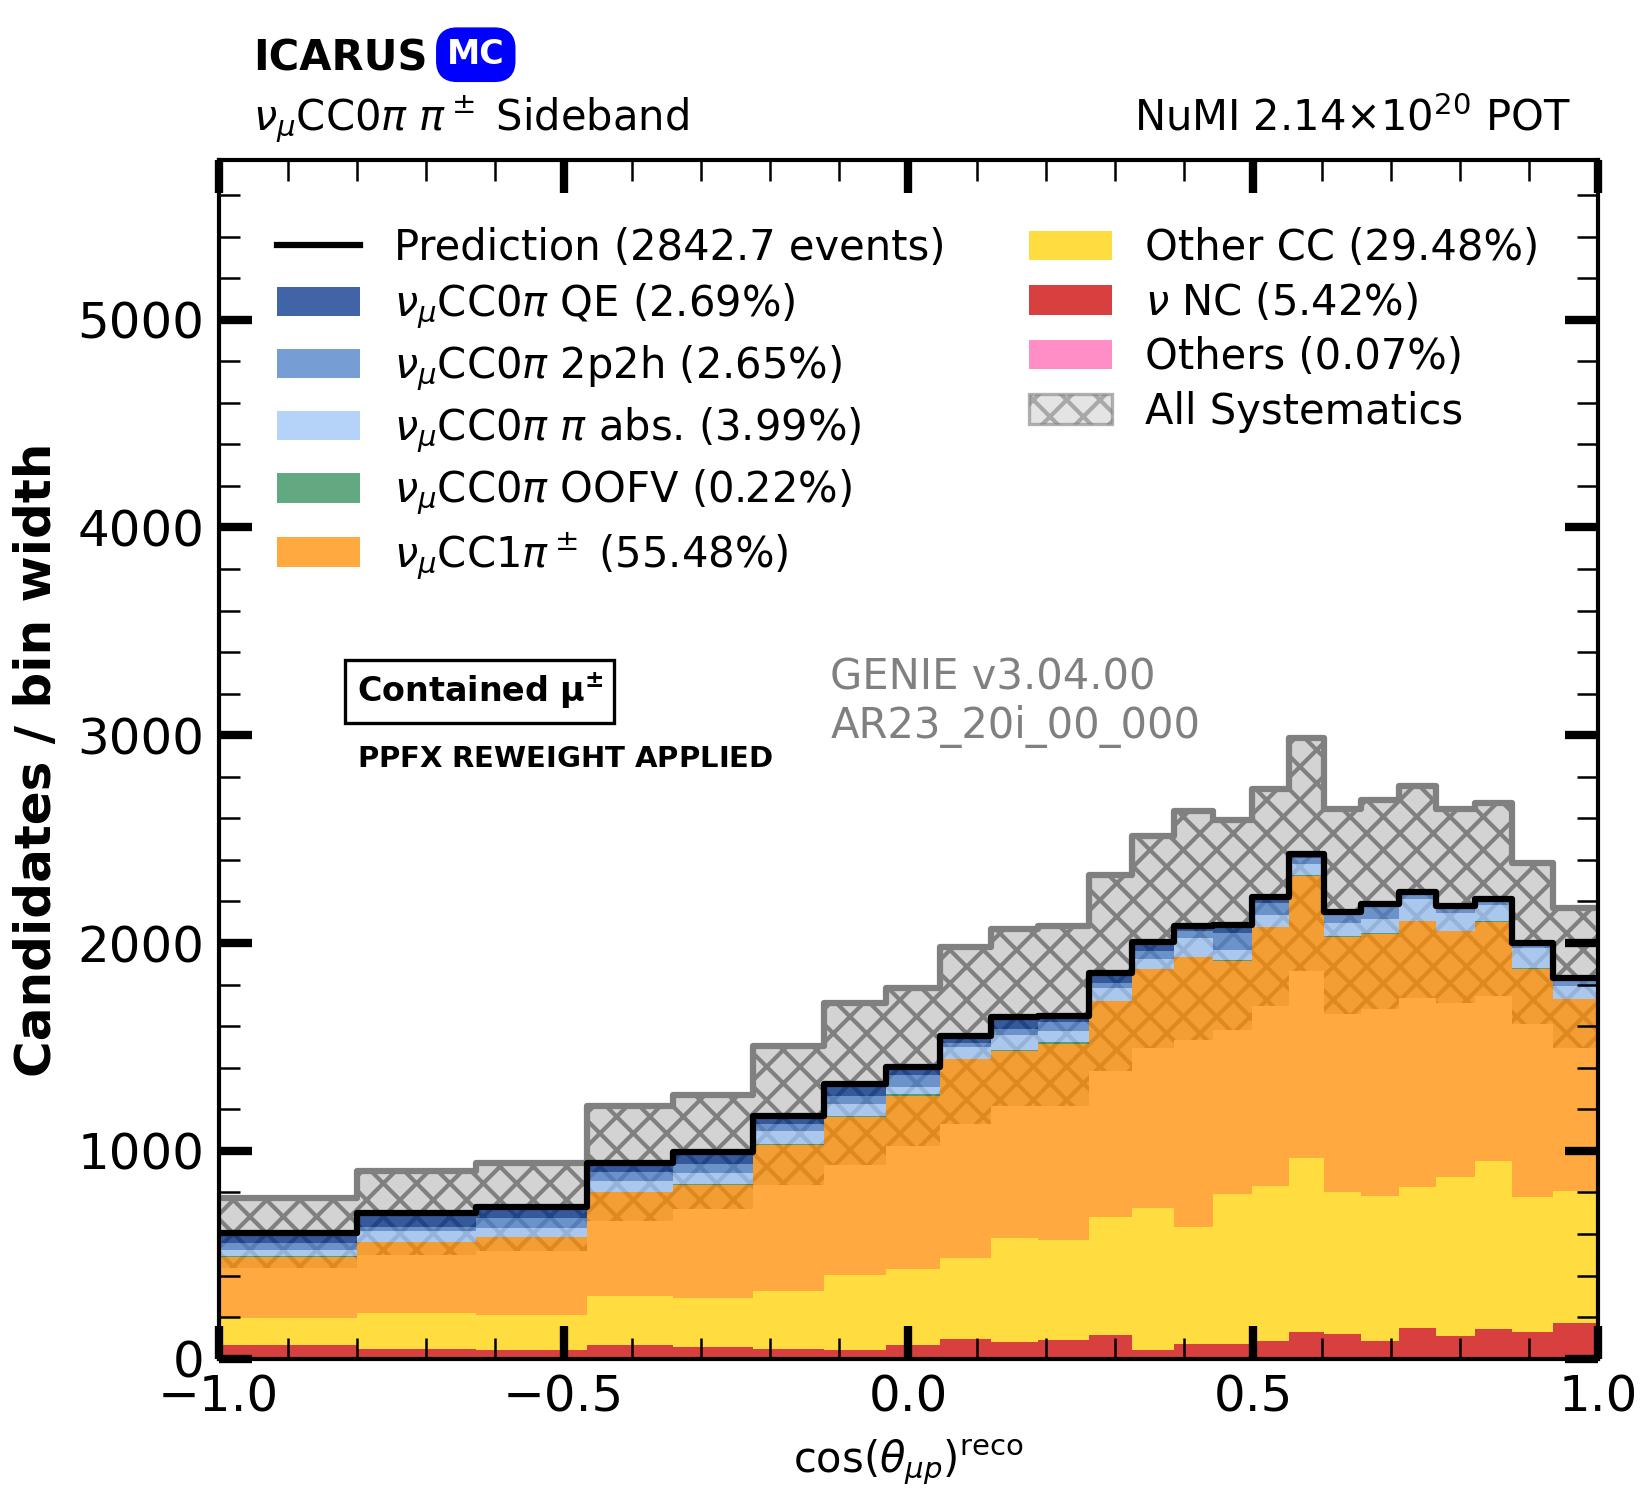 ICARUS MC
νμCC0π π± Sideband
NuMI 2.14×10²⁰ POT
Prediction (2842.7 events)
νμCC0π QE (2.69%)
νμCC0π 2p2h (2.65%)
νμCC0π π abs. (3.99%)
νμCC0π OOFV (0.22%)
νμCC1π± (55.48%)
Other CC (29.48%)
ν NC (5.42%)
Others (0.07%)
All Systematics
Contained μ±
PPFX REWEIGHT APPLIED
GENIE v3.04.00
AR23_20i_00_000
Candidates / bin width
5000
4000
3000
2000
1000
0
−1.0 −0.5 0.0 0.5 1.0
cos(θμp)reco